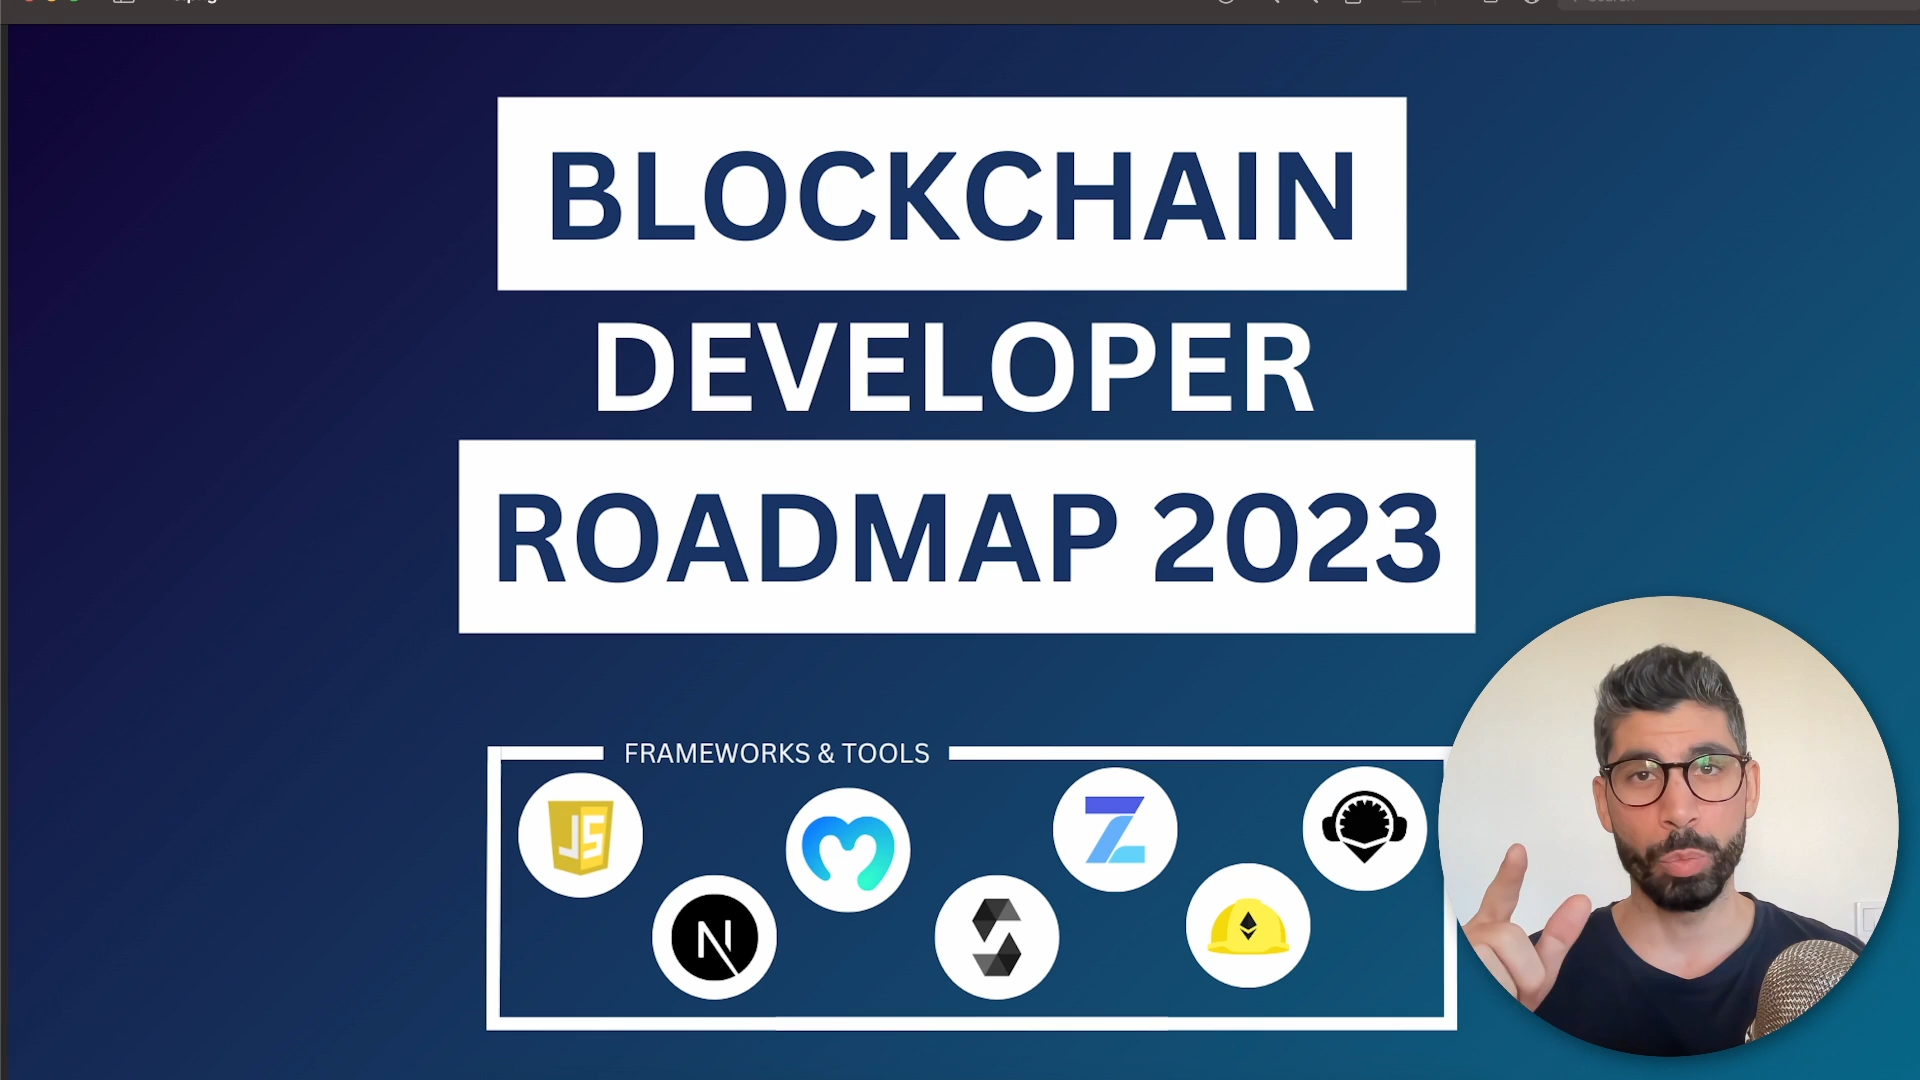 BLOCKCHAIN
DEVELOPER
ROADMAP 2023
FRAMEWORKS & TOOLS
JS
N